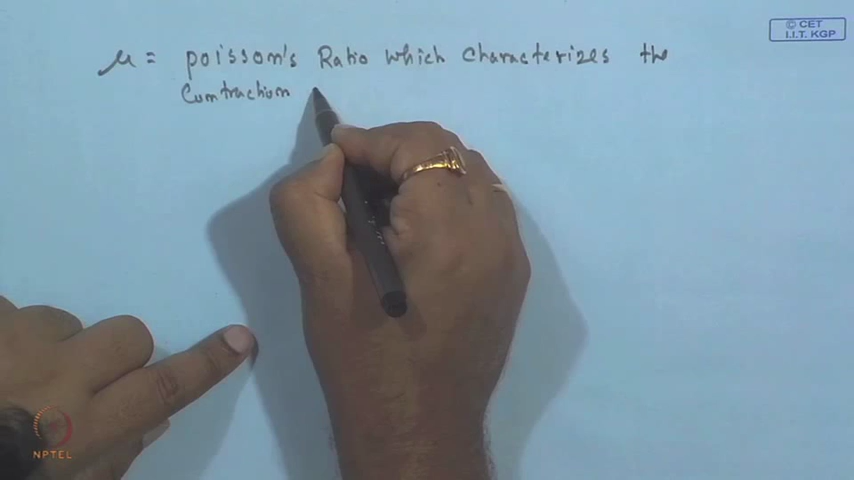 © CET
I.I.T. KGP
μ = poisson's Ratio which characterizes the
Contraction
NPTEL